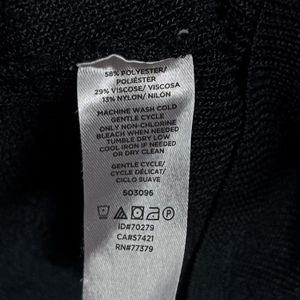 58% POLYESTER/
POLIÉSTER
29% VISCOSE/ VISCOSA
13% NYLON/ NILÓN
MACHINE WASH COLD
GENTLE CYCLE
ONLY NON-CHLORINE
BLEACH WHEN NEEDED
TUMBLE DRY LOW
COOL IRON IF NEEDED
OR DRY CLEAN
GENTLE CYCLE/
CYCLE DÉLICAT/
CICLO SUAVE
503096
ID#70279
CA#57421
RN#77379